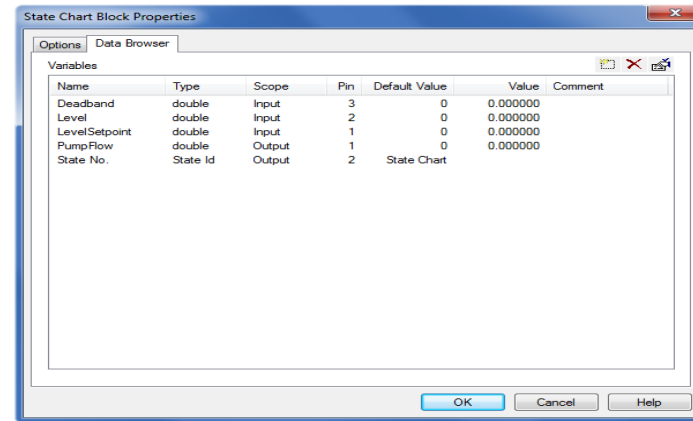 State Chart Block Properties
Options Data Browser
Variables
Name Type Scope Pin Default Value Value Comment
Deadband double Input 3 0 0.000000
Level double Input 2 0 0.000000
LevelSetpoint double Input 1 0 0.000000
PumpFlow double Output 1 0 0.000000
State No. State Id Output 2 State Chart
OK Cancel Help